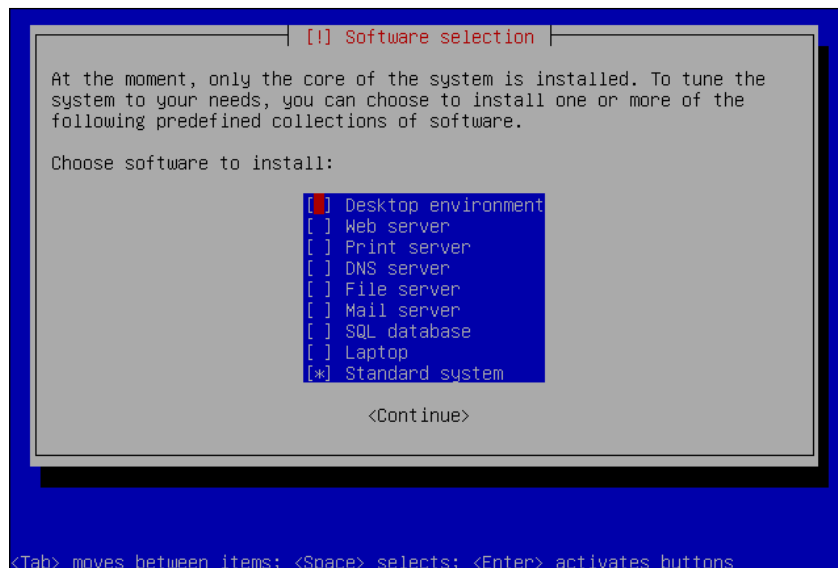 [!] Software selection
At the moment, only the core of the system is installed. To tune the
system to your needs, you can choose to install one or more of the
following predefined collections of software.
Choose software to install:
[ ] Desktop environment
[ ] Web server
[ ] Print server
[ ] DNS server
[ ] File server
[ ] Mail server
[ ] SQL database
[ ] Laptop
[*] Standard system
<Continue>
<Tab> moves between items; <Space> selects; <Enter> activates buttons